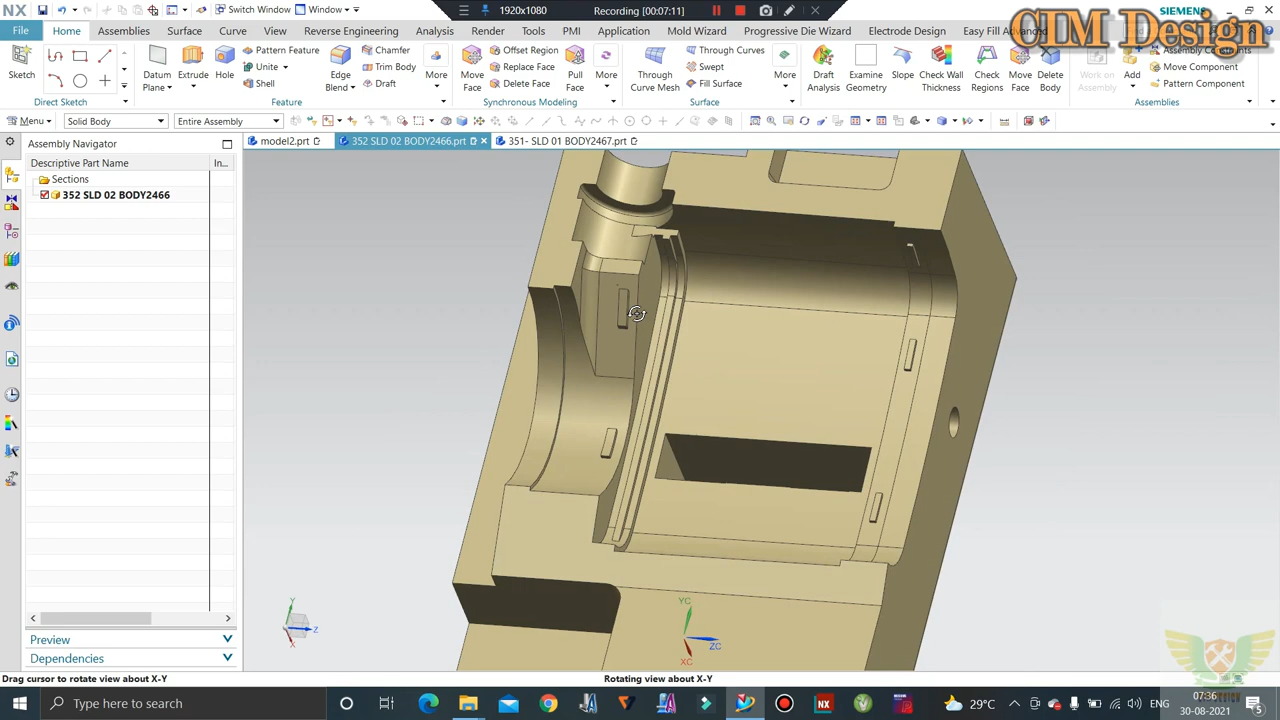 NX
Switch Window
Window
1920x1080
Recording [00:07:11]
SIEMENS
CIM Design
File
Home
Assemblies
Surface
Curve
View
Reverse Engineering
Analysis
Render
Tools
PMI
Application
Mold Wizard
Progressive Die Wizard
Electrode Design
Easy Fill Advanced
Sketch
Direct Sketch
Datum Plane
Extrude
Hole
Pattern Feature
Unite
Shell
Feature
Edge Blend
Chamfer
Trim Body
Draft
More
Move Face
Offset Region
Replace Face
Delete Face
Synchronous Modeling
Pull Face
More
Through Curve Mesh
Through Curves
Swept
Fill Surface
Surface
More
Draft Analysis
Examine Geometry
Slope
Check Wall Thickness
Check Regions
Move Face
Delete Body
Work on Assembly
Add
Assembly Constraints
Move Component
Pattern Component
Assemblies
Menu
Solid Body
Entire Assembly
Assembly Navigator
model2.prt
352 SLD 02 BODY2466.prt
351- SLD 01 BODY2467.prt
Descriptive Part Name
In...
Sections
352 SLD 02 BODY2466
Y
Z
X
YC
ZC
XC
Preview
Dependencies
Drag cursor to rotate view about X-Y
Rotating view about X-Y
Type here to search
29°C
ENG
07:36
30-08-2021
5